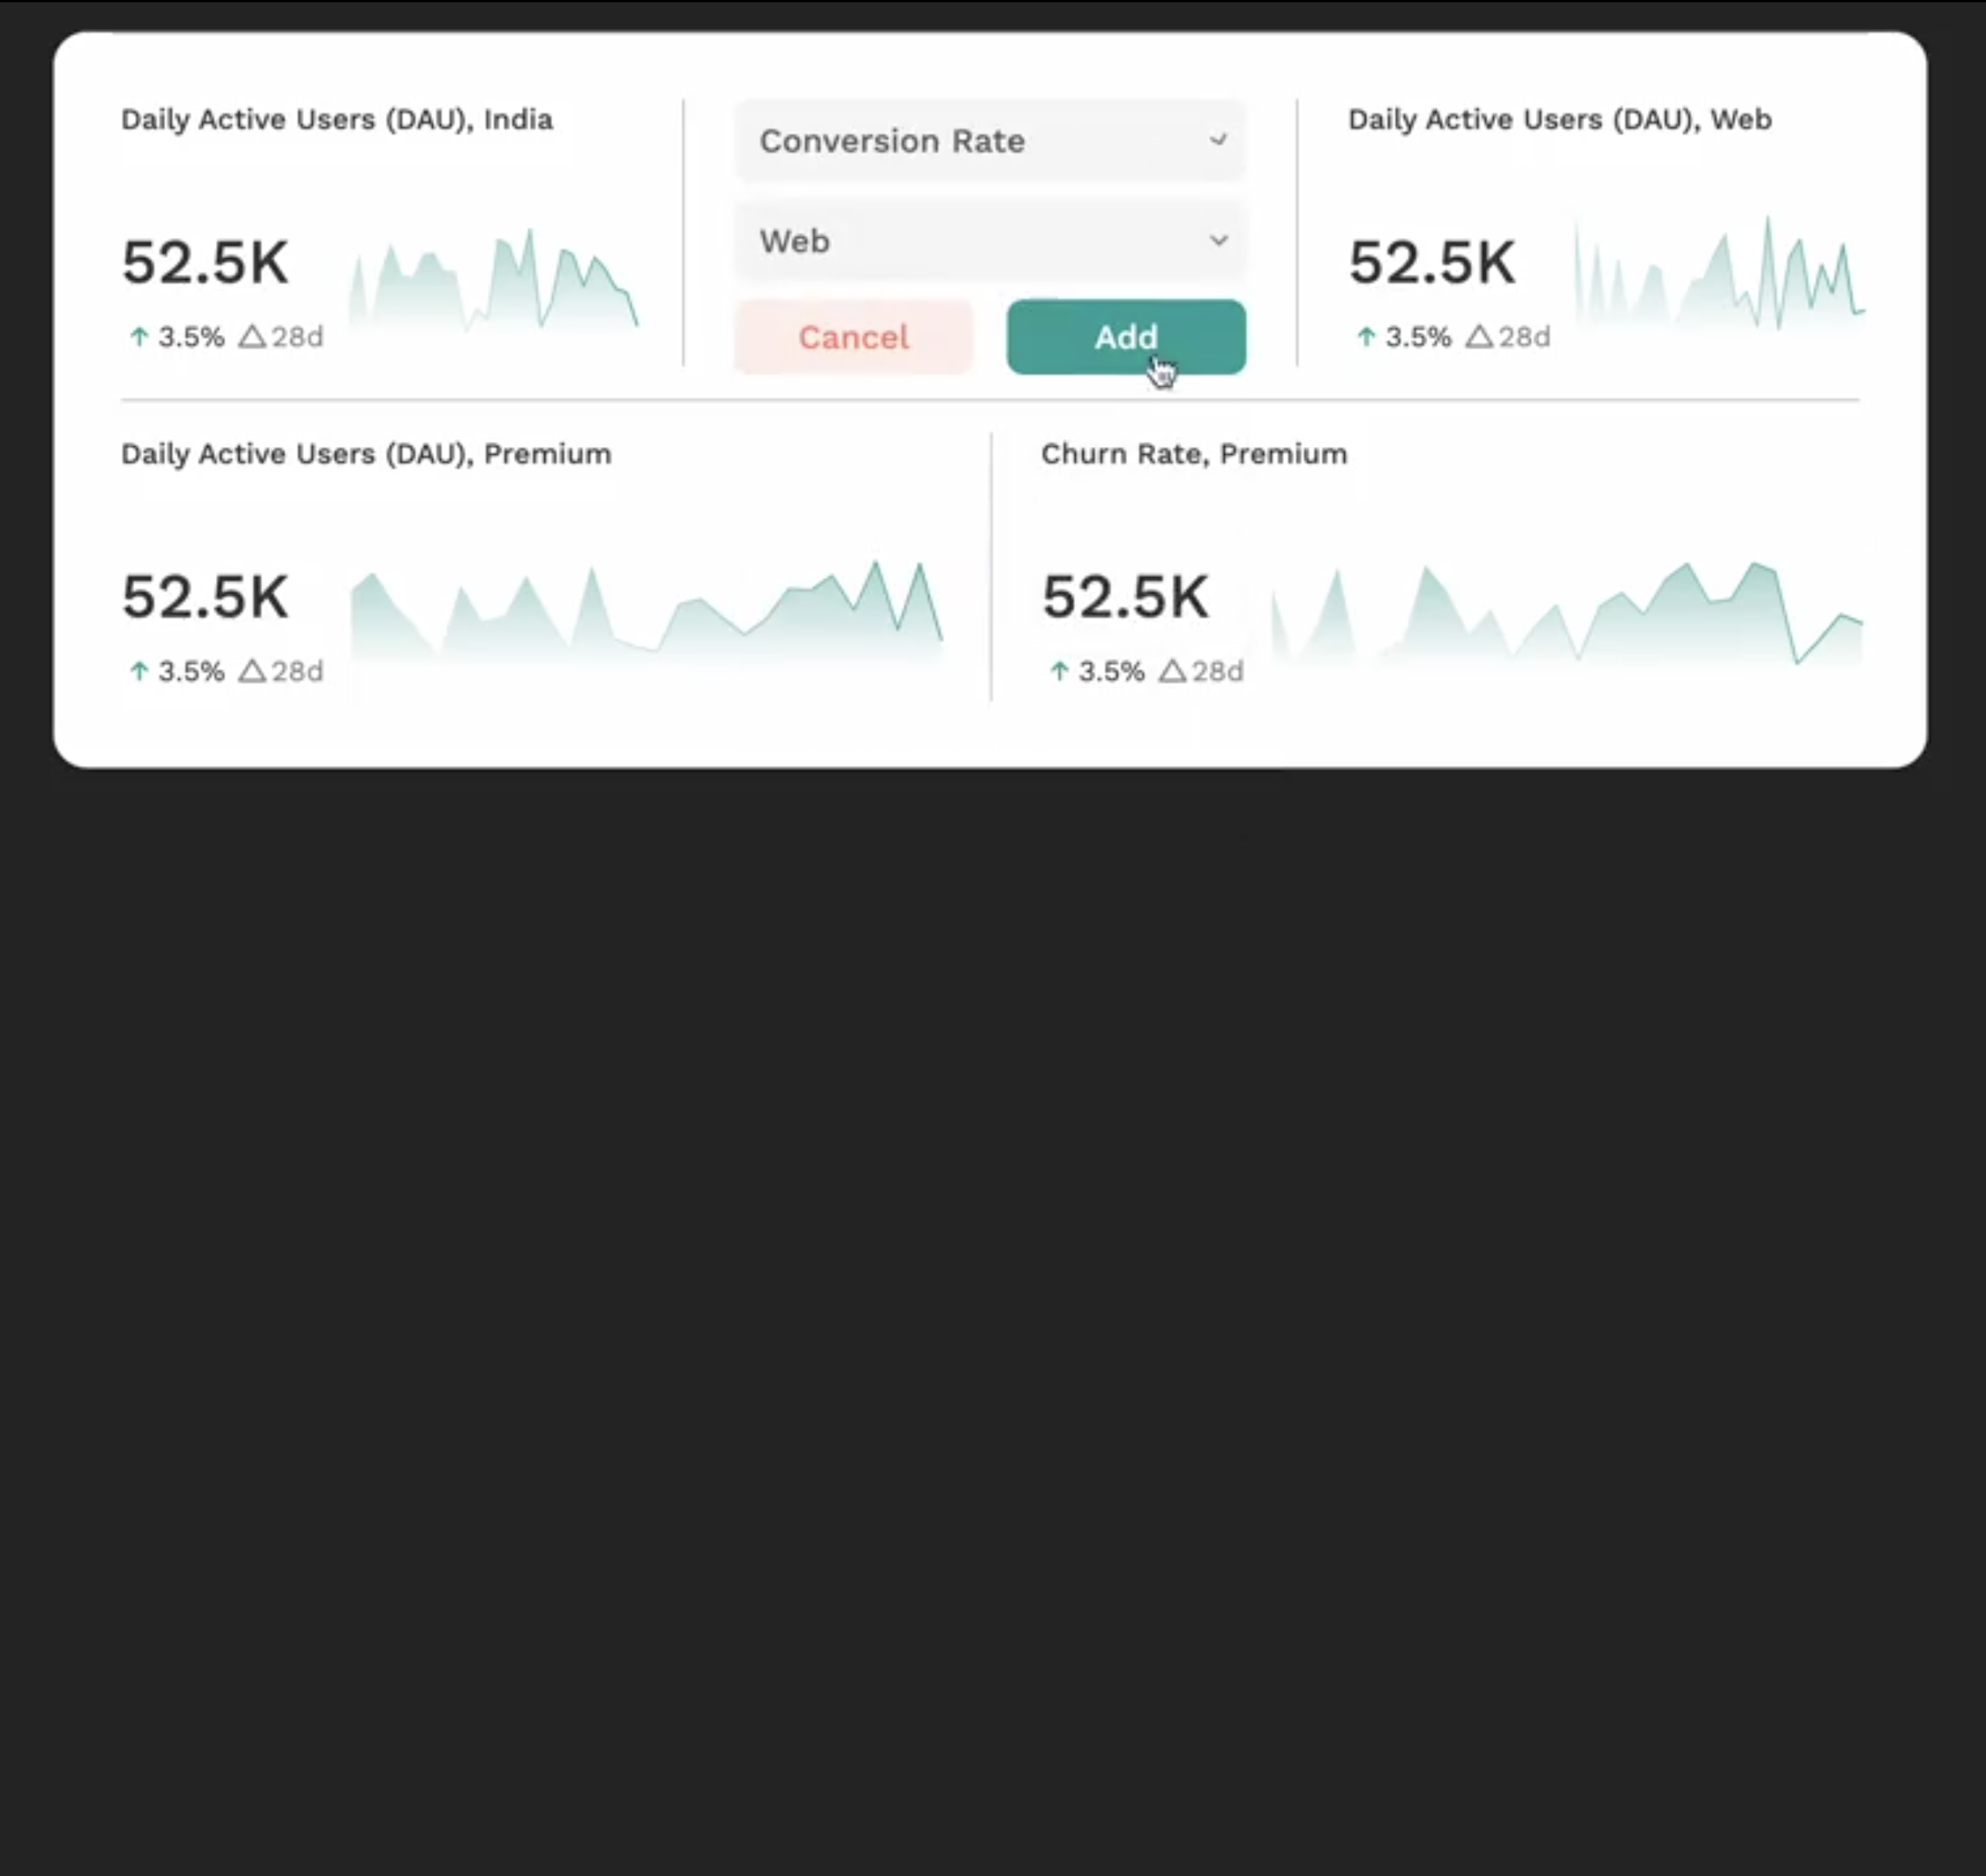 Daily Active Users (DAU), India
52.5K
↑ 3.5% △28d
Conversion Rate
Web
Cancel
Add
Daily Active Users (DAU), Web
52.5K
↑ 3.5% △28d
Daily Active Users (DAU), Premium
52.5K
↑ 3.5% △28d
Churn Rate, Premium
52.5K
↑ 3.5% △28d